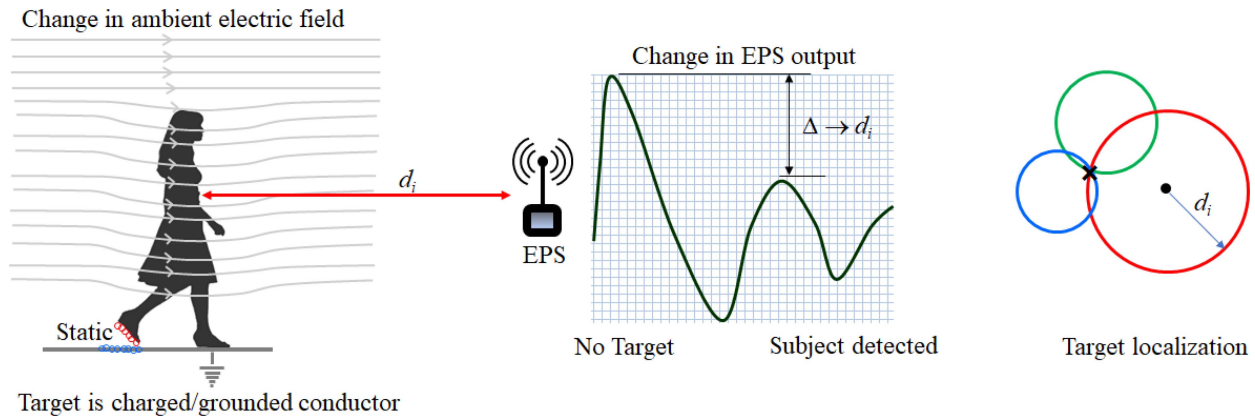 Change in ambient electric field
Static
Target is charged/grounded conductor
d_i
EPS
Change in EPS output
Δ → d_i
No Target
Subject detected
d_i
Target localization